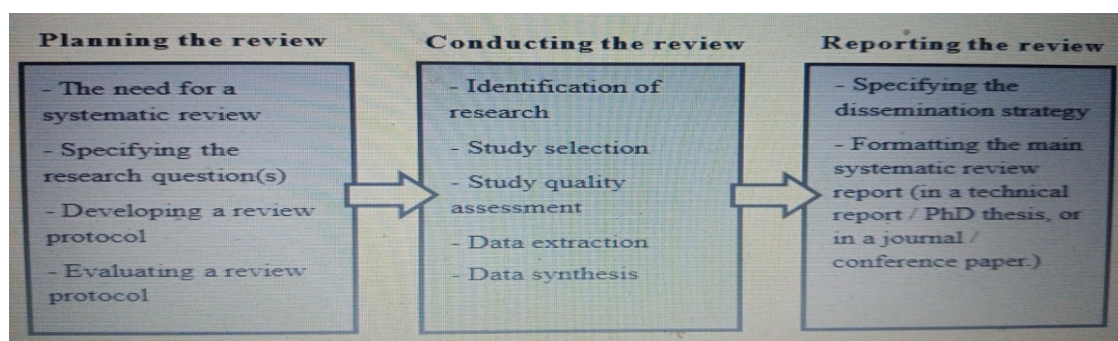 Planning the review
- The need for a
systematic review
- Specifying the
research question(s)
- Developing a review
protocol
- Evaluating a review
protocol
Conducting the review
- Identification of
research
- Study selection
- Study quality
assessment
- Data extraction
- Data synthesis
Reporting the review
- Specifying the
dissemination strategy
- Formatting the main
systematic review
report (in a technical
report / PhD thesis, or
in a journal /
conference paper.)